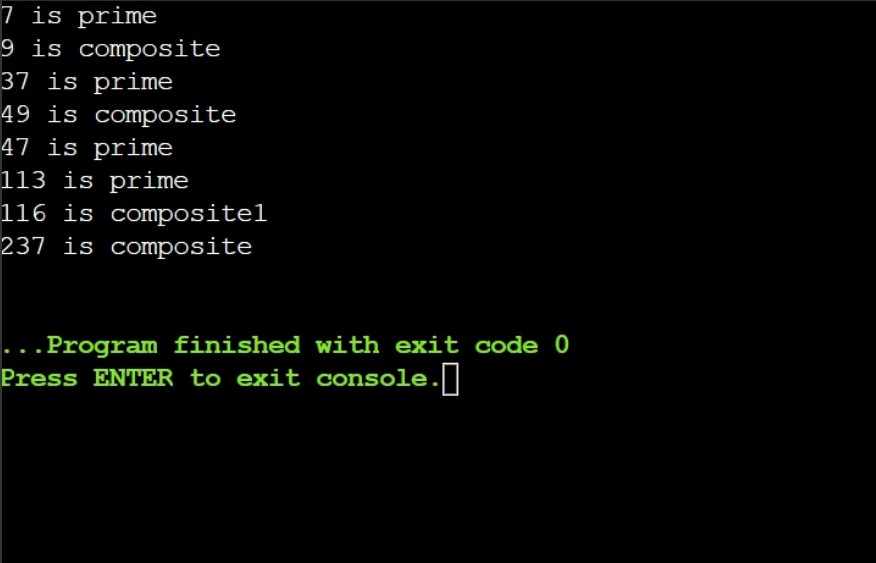 7 is prime
9 is composite
37 is prime
49 is composite
47 is prime
113 is prime
116 is composite1
237 is composite
...Program finished with exit code 0
Press ENTER to exit console.